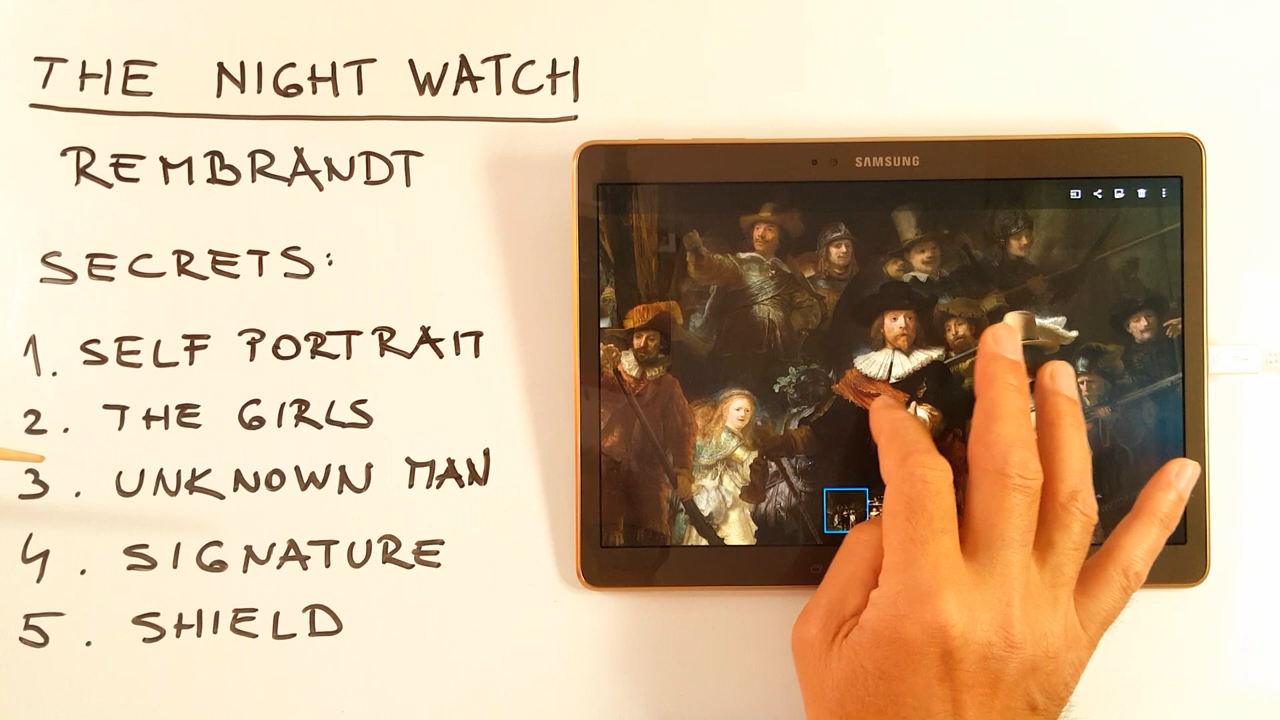 THE NIGHT WATCH
REMBRANDT
SECRETS:
1. SELF PORTRAIT
2. THE GIRLS
3. UNKNOWN MAN
4. SIGNATURE
5. SHIELD
SAMSUNG